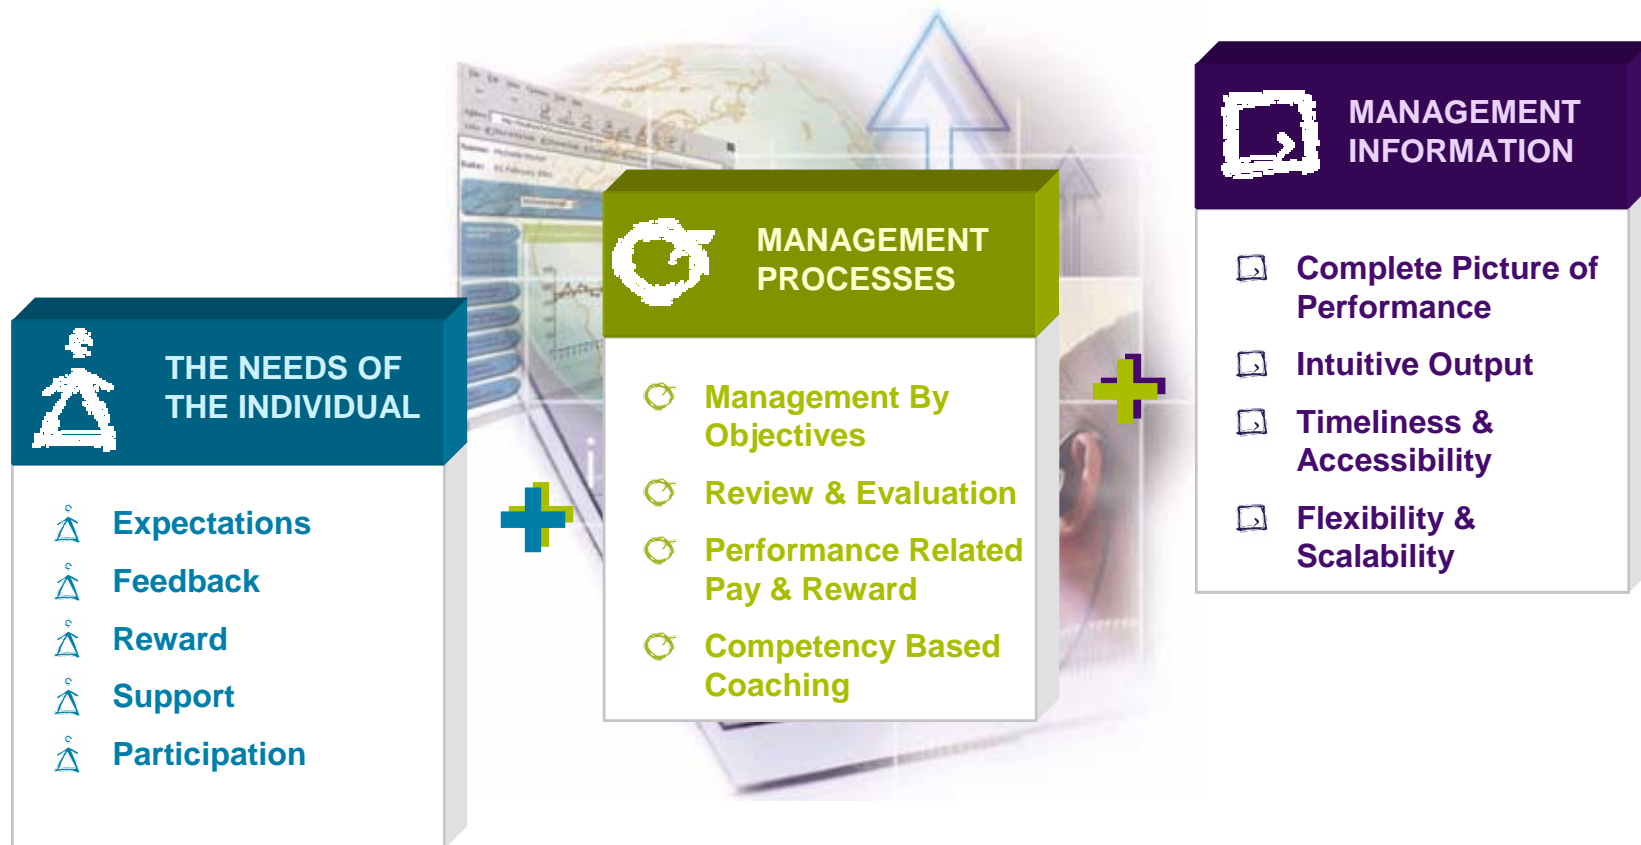 THE NEEDS OF
THE INDIVIDUAL
Expectations
Feedback
Reward
Support
Participation
MANAGEMENT
PROCESSES
Management By
Objectives
Review & Evaluation
Performance Related
Pay & Reward
Competency Based
Coaching
MANAGEMENT
INFORMATION
Complete Picture of
Performance
Intuitive Output
Timeliness &
Accessibility
Flexibility &
Scalability